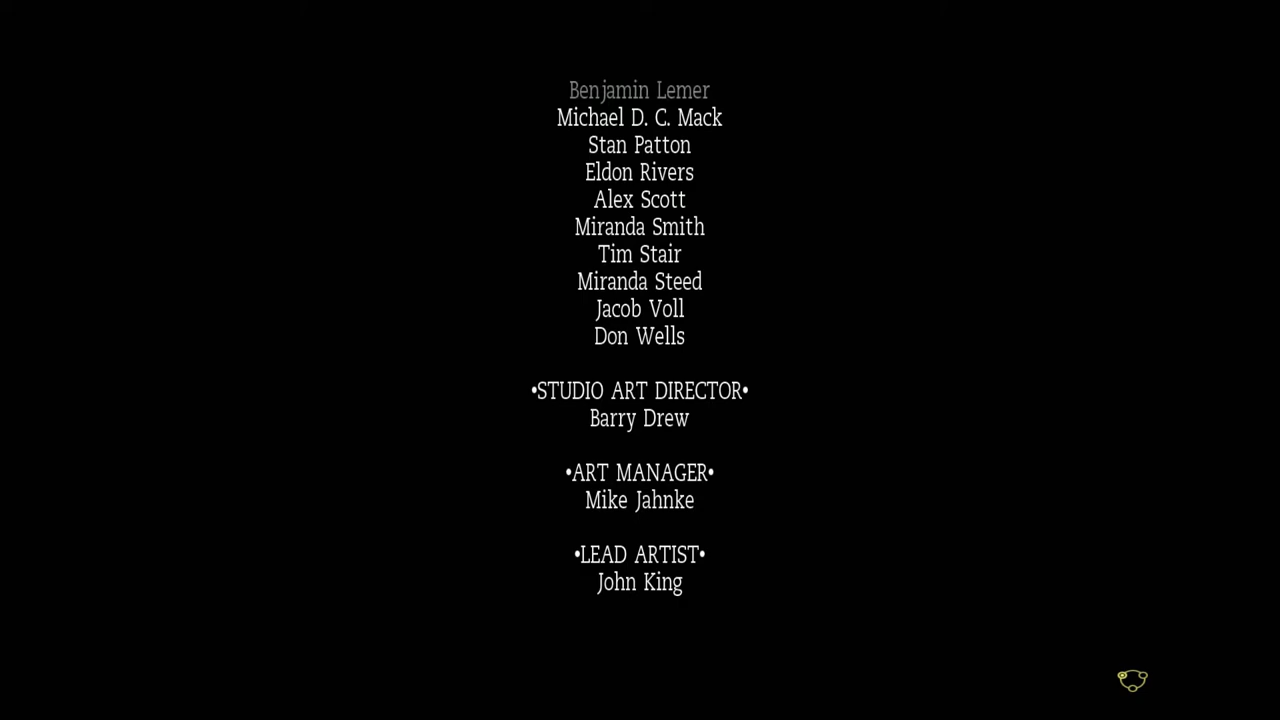 Benjamin Lemer
Michael D. C. Mack
Stan Patton
Eldon Rivers
Alex Scott
Miranda Smith
Tim Stair
Miranda Steed
Jacob Voll
Don Wells
•STUDIO ART DIRECTOR•
Barry Drew
•ART MANAGER•
Mike Jahnke
•LEAD ARTIST•
John King